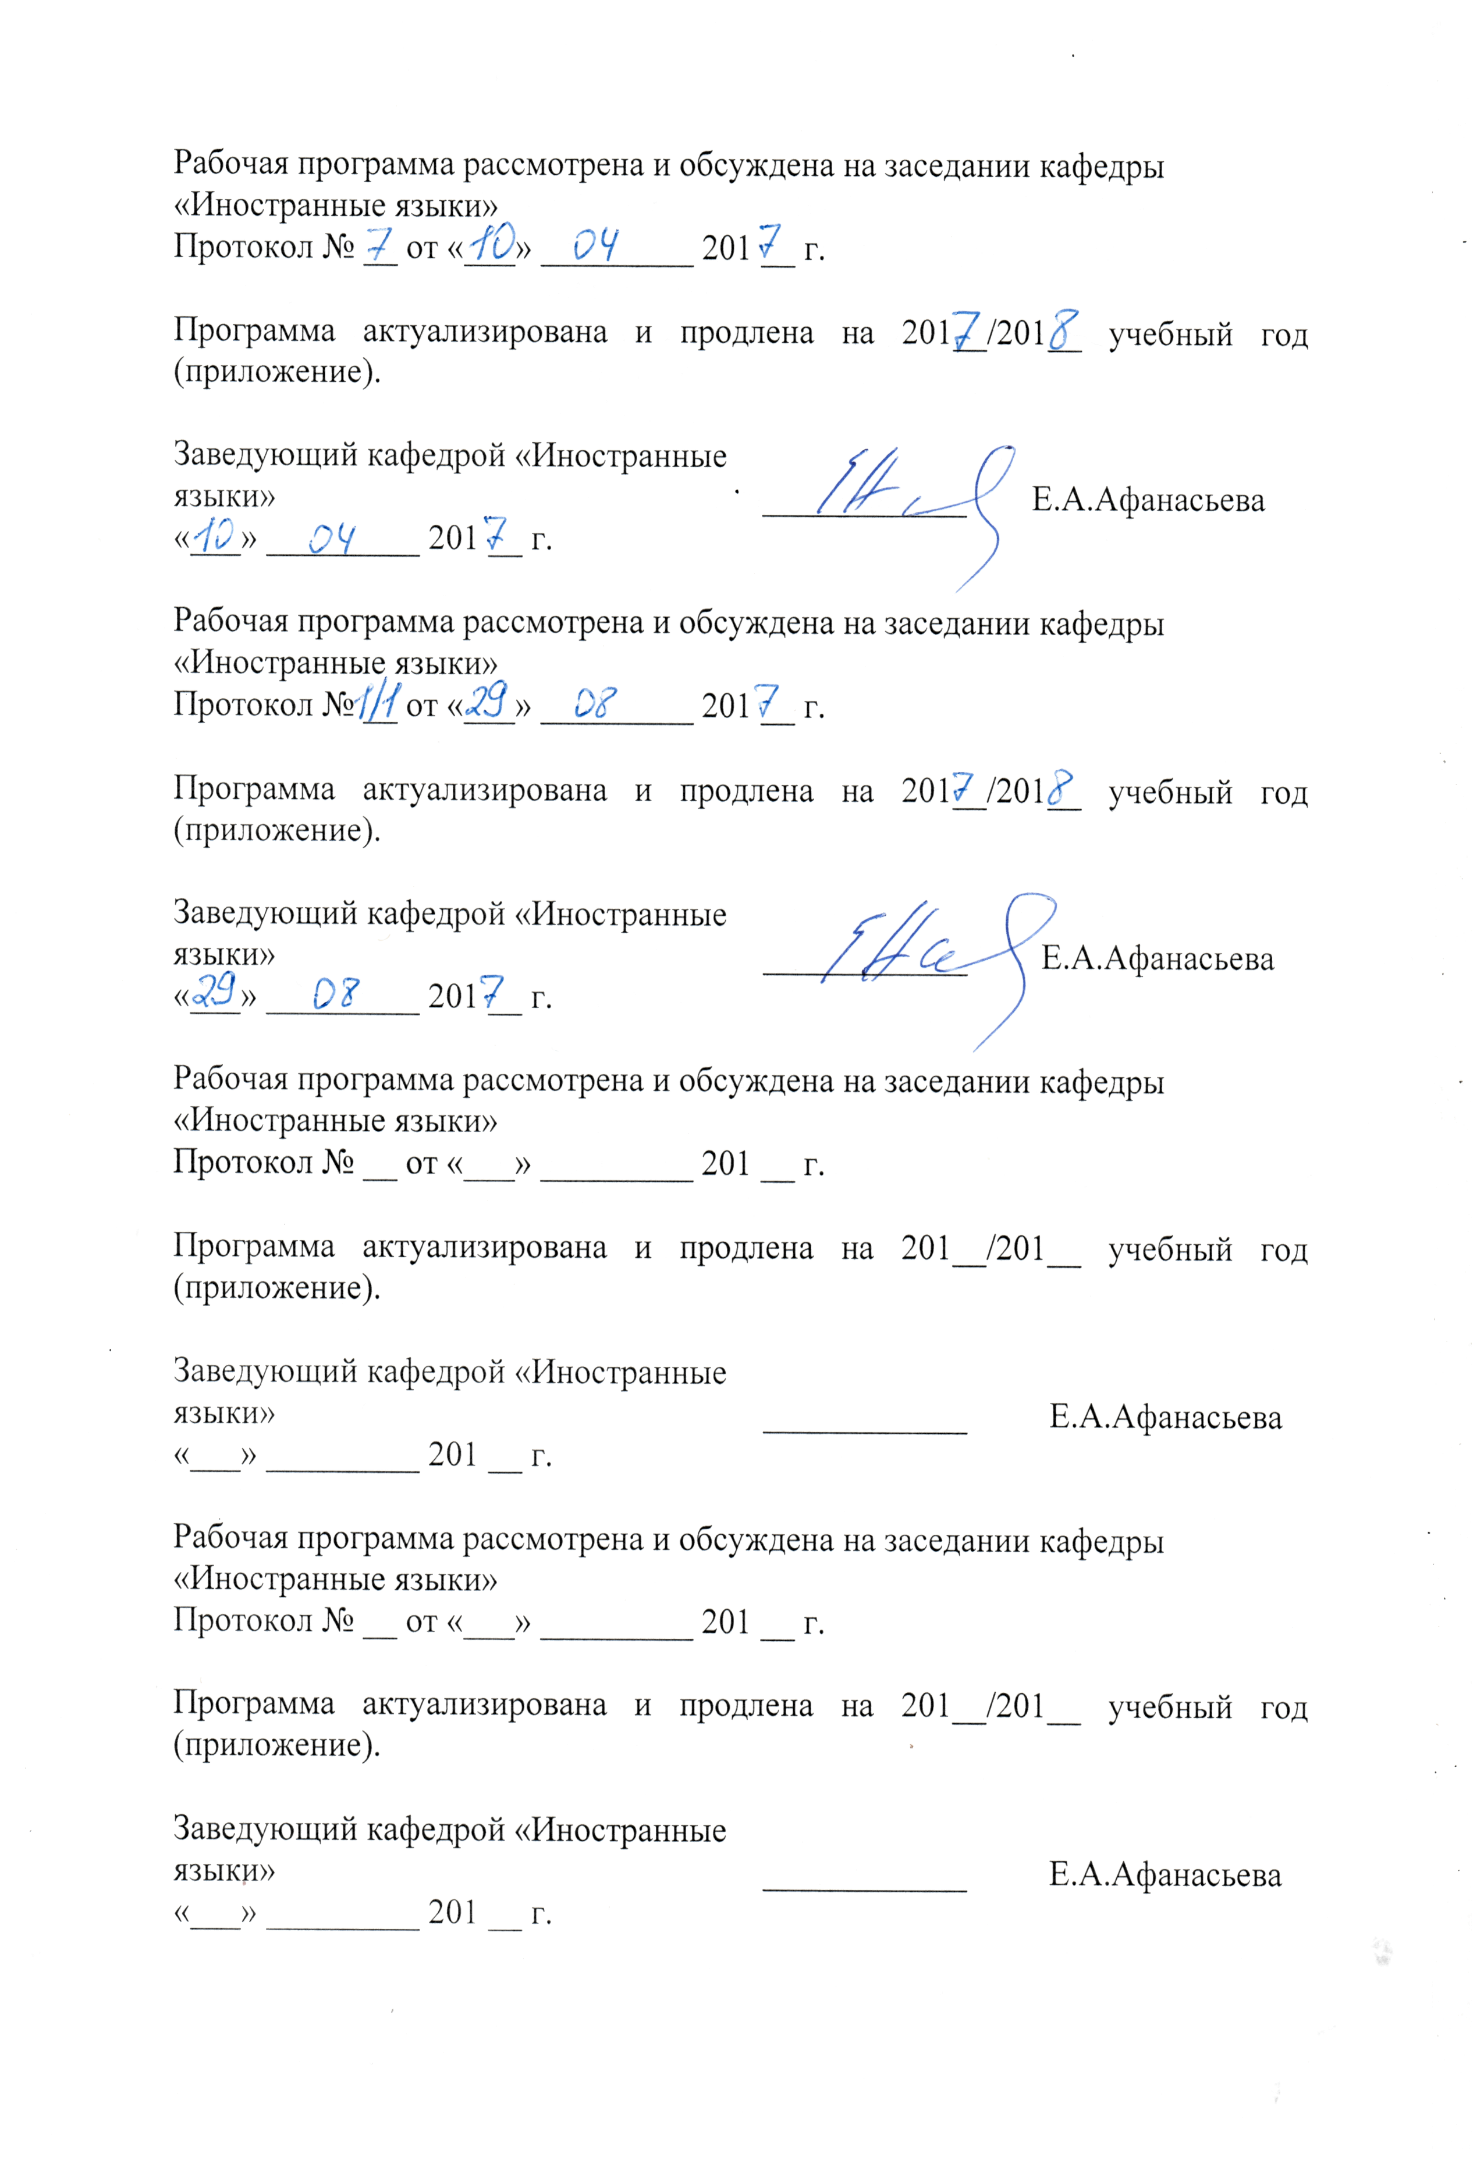 Рабочая программа рассмотрена и обсуждена на заседании кафедры
«Иностранные языки»
Протокол № 7 от «10» 04 2017 г.
Программа актуализирована и продлена на 2017/2018 учебный год
(приложение).
Заведующий кафедрой «Иностранные
языки» Е.А.Афанасьева
«10» 04 2017 г.
Рабочая программа рассмотрена и обсуждена на заседании кафедры
«Иностранные языки»
Протокол № 1/1 от «29» 08 2017 г.
Программа актуализирована и продлена на 2017/2018 учебный год
(приложение).
Заведующий кафедрой «Иностранные
языки» Е.А.Афанасьева
«29» 08 2017 г.
Рабочая программа рассмотрена и обсуждена на заседании кафедры
«Иностранные языки»
Протокол № __ от «___» _________ 201 __ г.
Программа актуализирована и продлена на 201__/201__ учебный год
(приложение).
Заведующий кафедрой «Иностранные
языки» ____________ Е.А.Афанасьева
«___» _________ 201 __ г.
Рабочая программа рассмотрена и обсуждена на заседании кафедры
«Иностранные языки»
Протокол № __ от «___» _________ 201 __ г.
Программа актуализирована и продлена на 201__/201__ учебный год
(приложение).
Заведующий кафедрой «Иностранные
языки» ____________ Е.А.Афанасьева
«___» _________ 201 __ г.